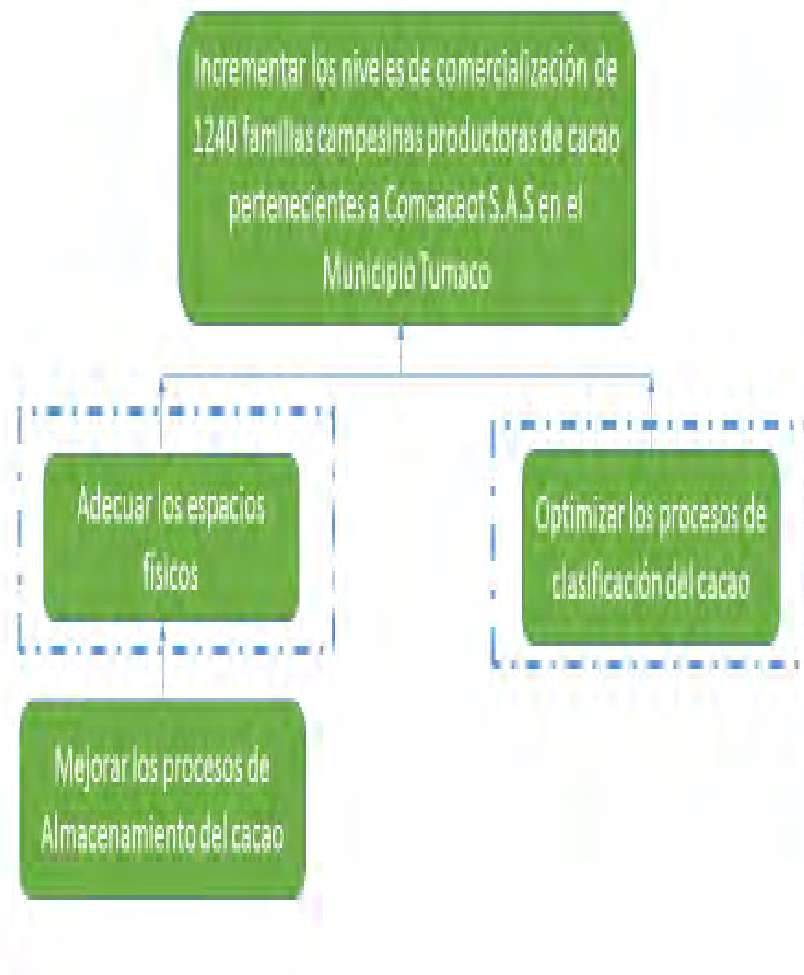 Incrementar los niveles de comercialización de
1240 familias campesinas productoras de cacao
pertenecientes a Comcacaot S.A.S en el
Municipio Tumaco
Adecuar los espacios
físicos
Optimizar los procesos de
clasificación del cacao
Mejorar los procesos de
Almacenamiento del cacao